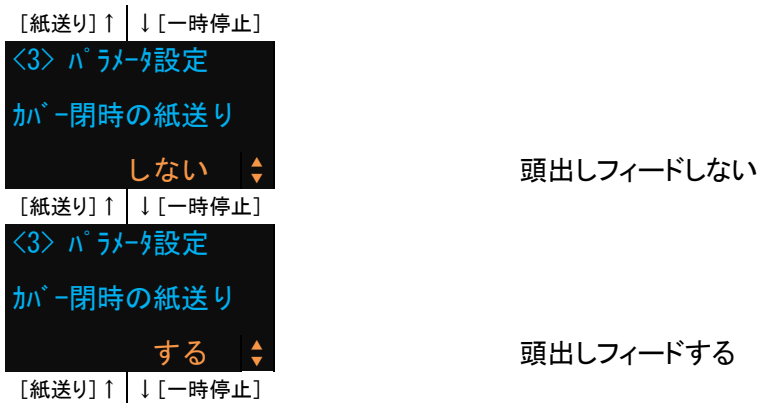 [紙送り]↑ ↓[一時停止]
<3> ﾊﾟﾗﾒｰﾀ設定
ｶﾊﾞｰ閉時の紙送り
しない 頭出しフィードしない
[紙送り]↑ ↓[一時停止]
<3> ﾊﾟﾗﾒｰﾀ設定
ｶﾊﾞｰ閉時の紙送り
する 頭出しフィードする
[紙送り]↑ ↓[一時停止]